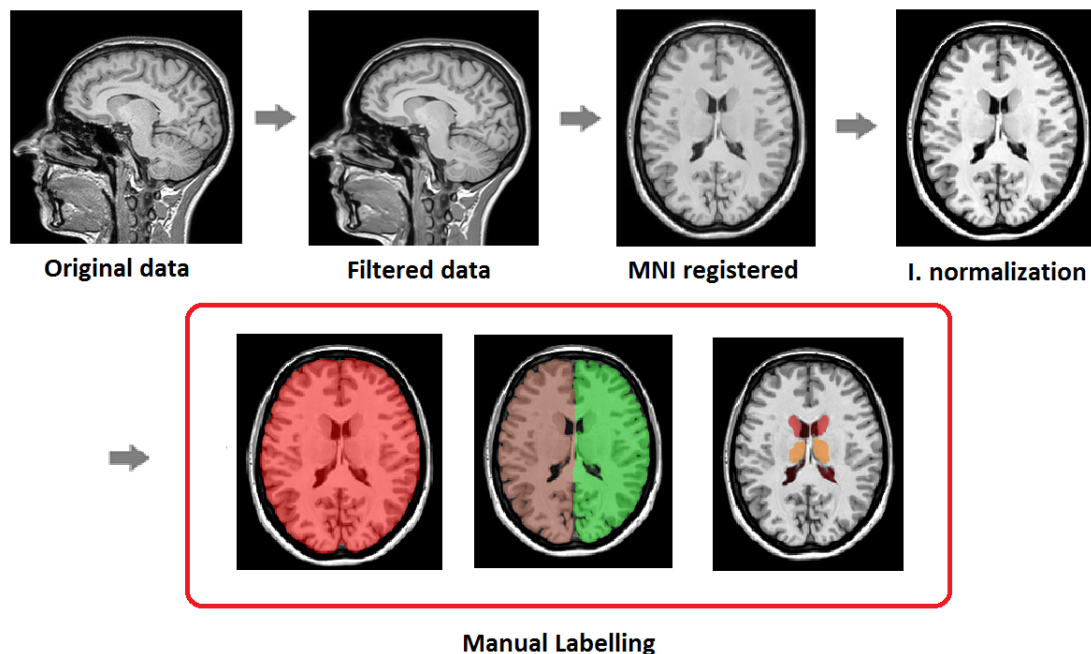 Original data
Filtered data
MNI registered
I. normalization
Manual Labelling